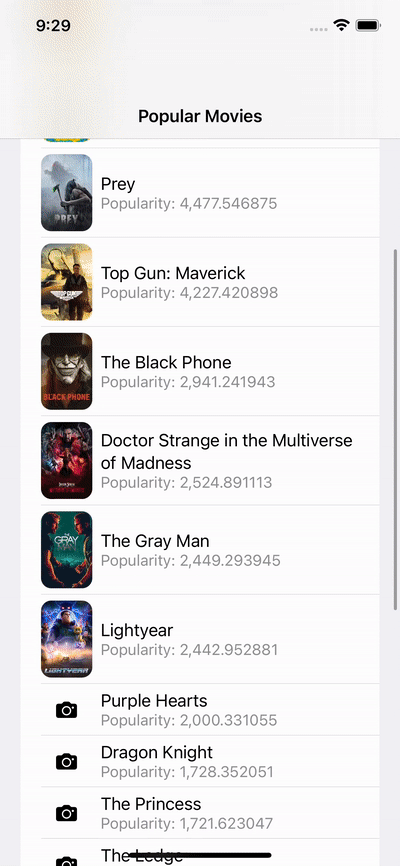 9:29
Popular Movies
PREY
Prey
Popularity: 4,477.546875
TOP GUN
Top Gun: Maverick
Popularity: 4,227.420898
BLACK PHONE
The Black Phone
Popularity: 2,941.241943
Doctor Strange in the Multiverse
of Madness
Popularity: 2,524.891113
GRAY
MAN
The Gray Man
Popularity: 2,449.293945
LIGHTYEAR
Lightyear
Popularity: 2,442.952881
Purple Hearts
Popularity: 2,000.331055
Dragon Knight
Popularity: 1,728.352051
The Princess
Popularity: 1,721.623047
The Ledge